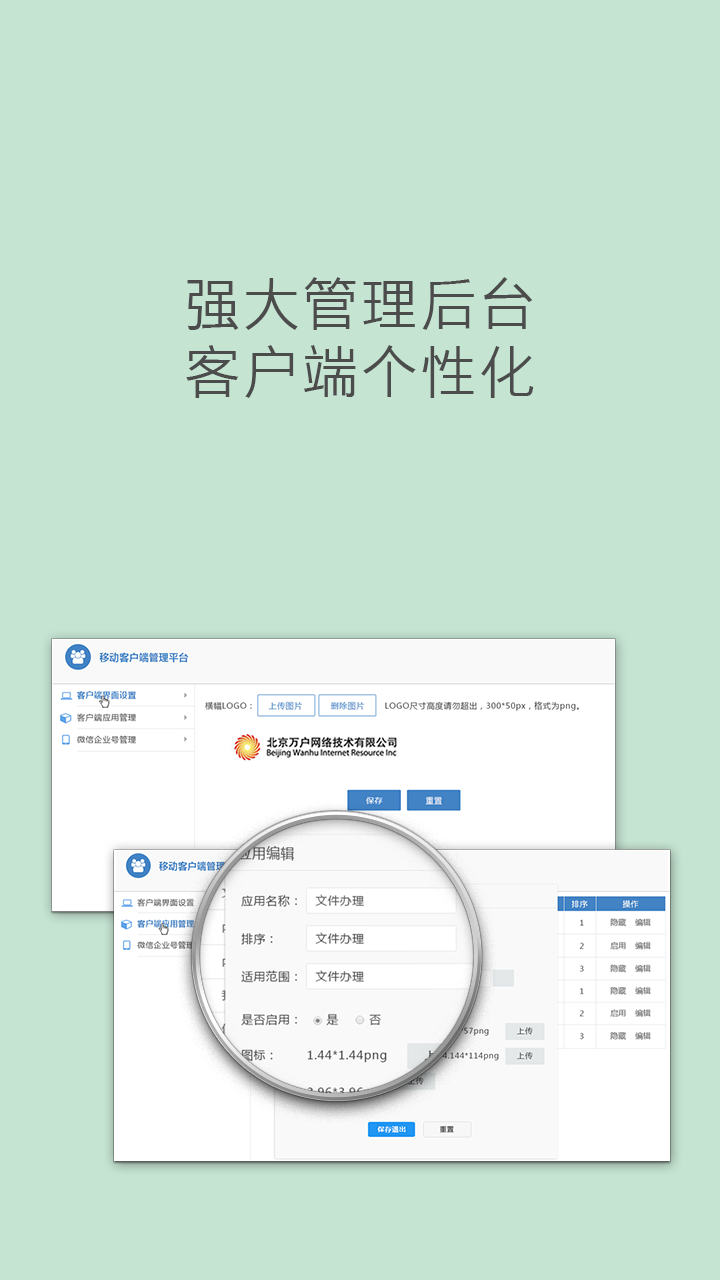 强大管理后台
客户端个性化
移动客户端管理平台
客户端界面设置
客户端应用管理
微信企业号管理
横幅LOGO： 上传图片 删除图片 LOGO尺寸高度请勿超出，300*50px，格式为png。
北京万户网络技术有限公司
Beijing Wanhu Internet Resource Inc
保存 重置
移动客户端管理
客户端界面设置
客户端应用管理
微信企业号管理
应用编辑
应用名称： 文件办理
排序： 文件办理
适用范围： 文件办理
是否启用： 是 否
图标： 1.44*1.44png
57png 上传
4.144*114png 上传
上传
保存退出 重置
排序 操作
1 隐藏 编辑
2 启用 编辑
3 隐藏 编辑
1 隐藏 编辑
2 启用 编辑
3 隐藏 编辑